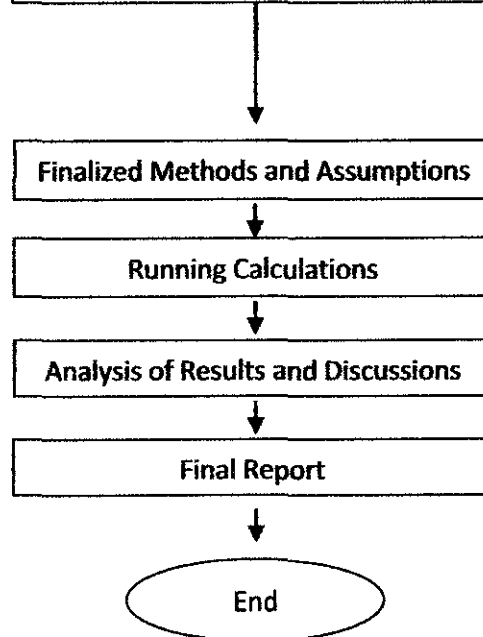 Finalized Methods and Assumptions
Running Calculations
Analysis of Results and Discussions
Final Report
End